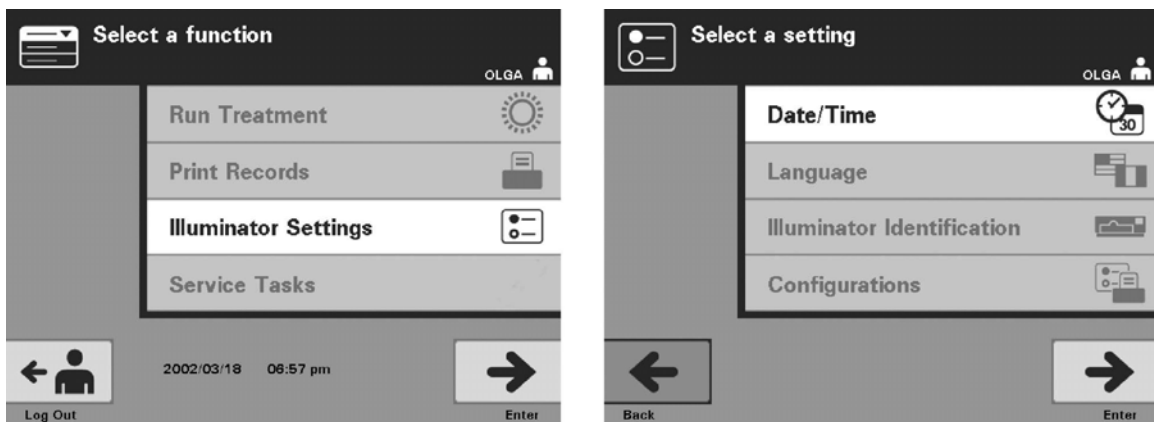 Select a function
OLGA
Run Treatment
Print Records
Illuminator Settings
Service Tasks
2002/03/18 06:57 pm
Log Out
Enter
Select a setting
OLGA
Date/Time
30
Language
Illuminator Identification
Configurations
Back
Enter